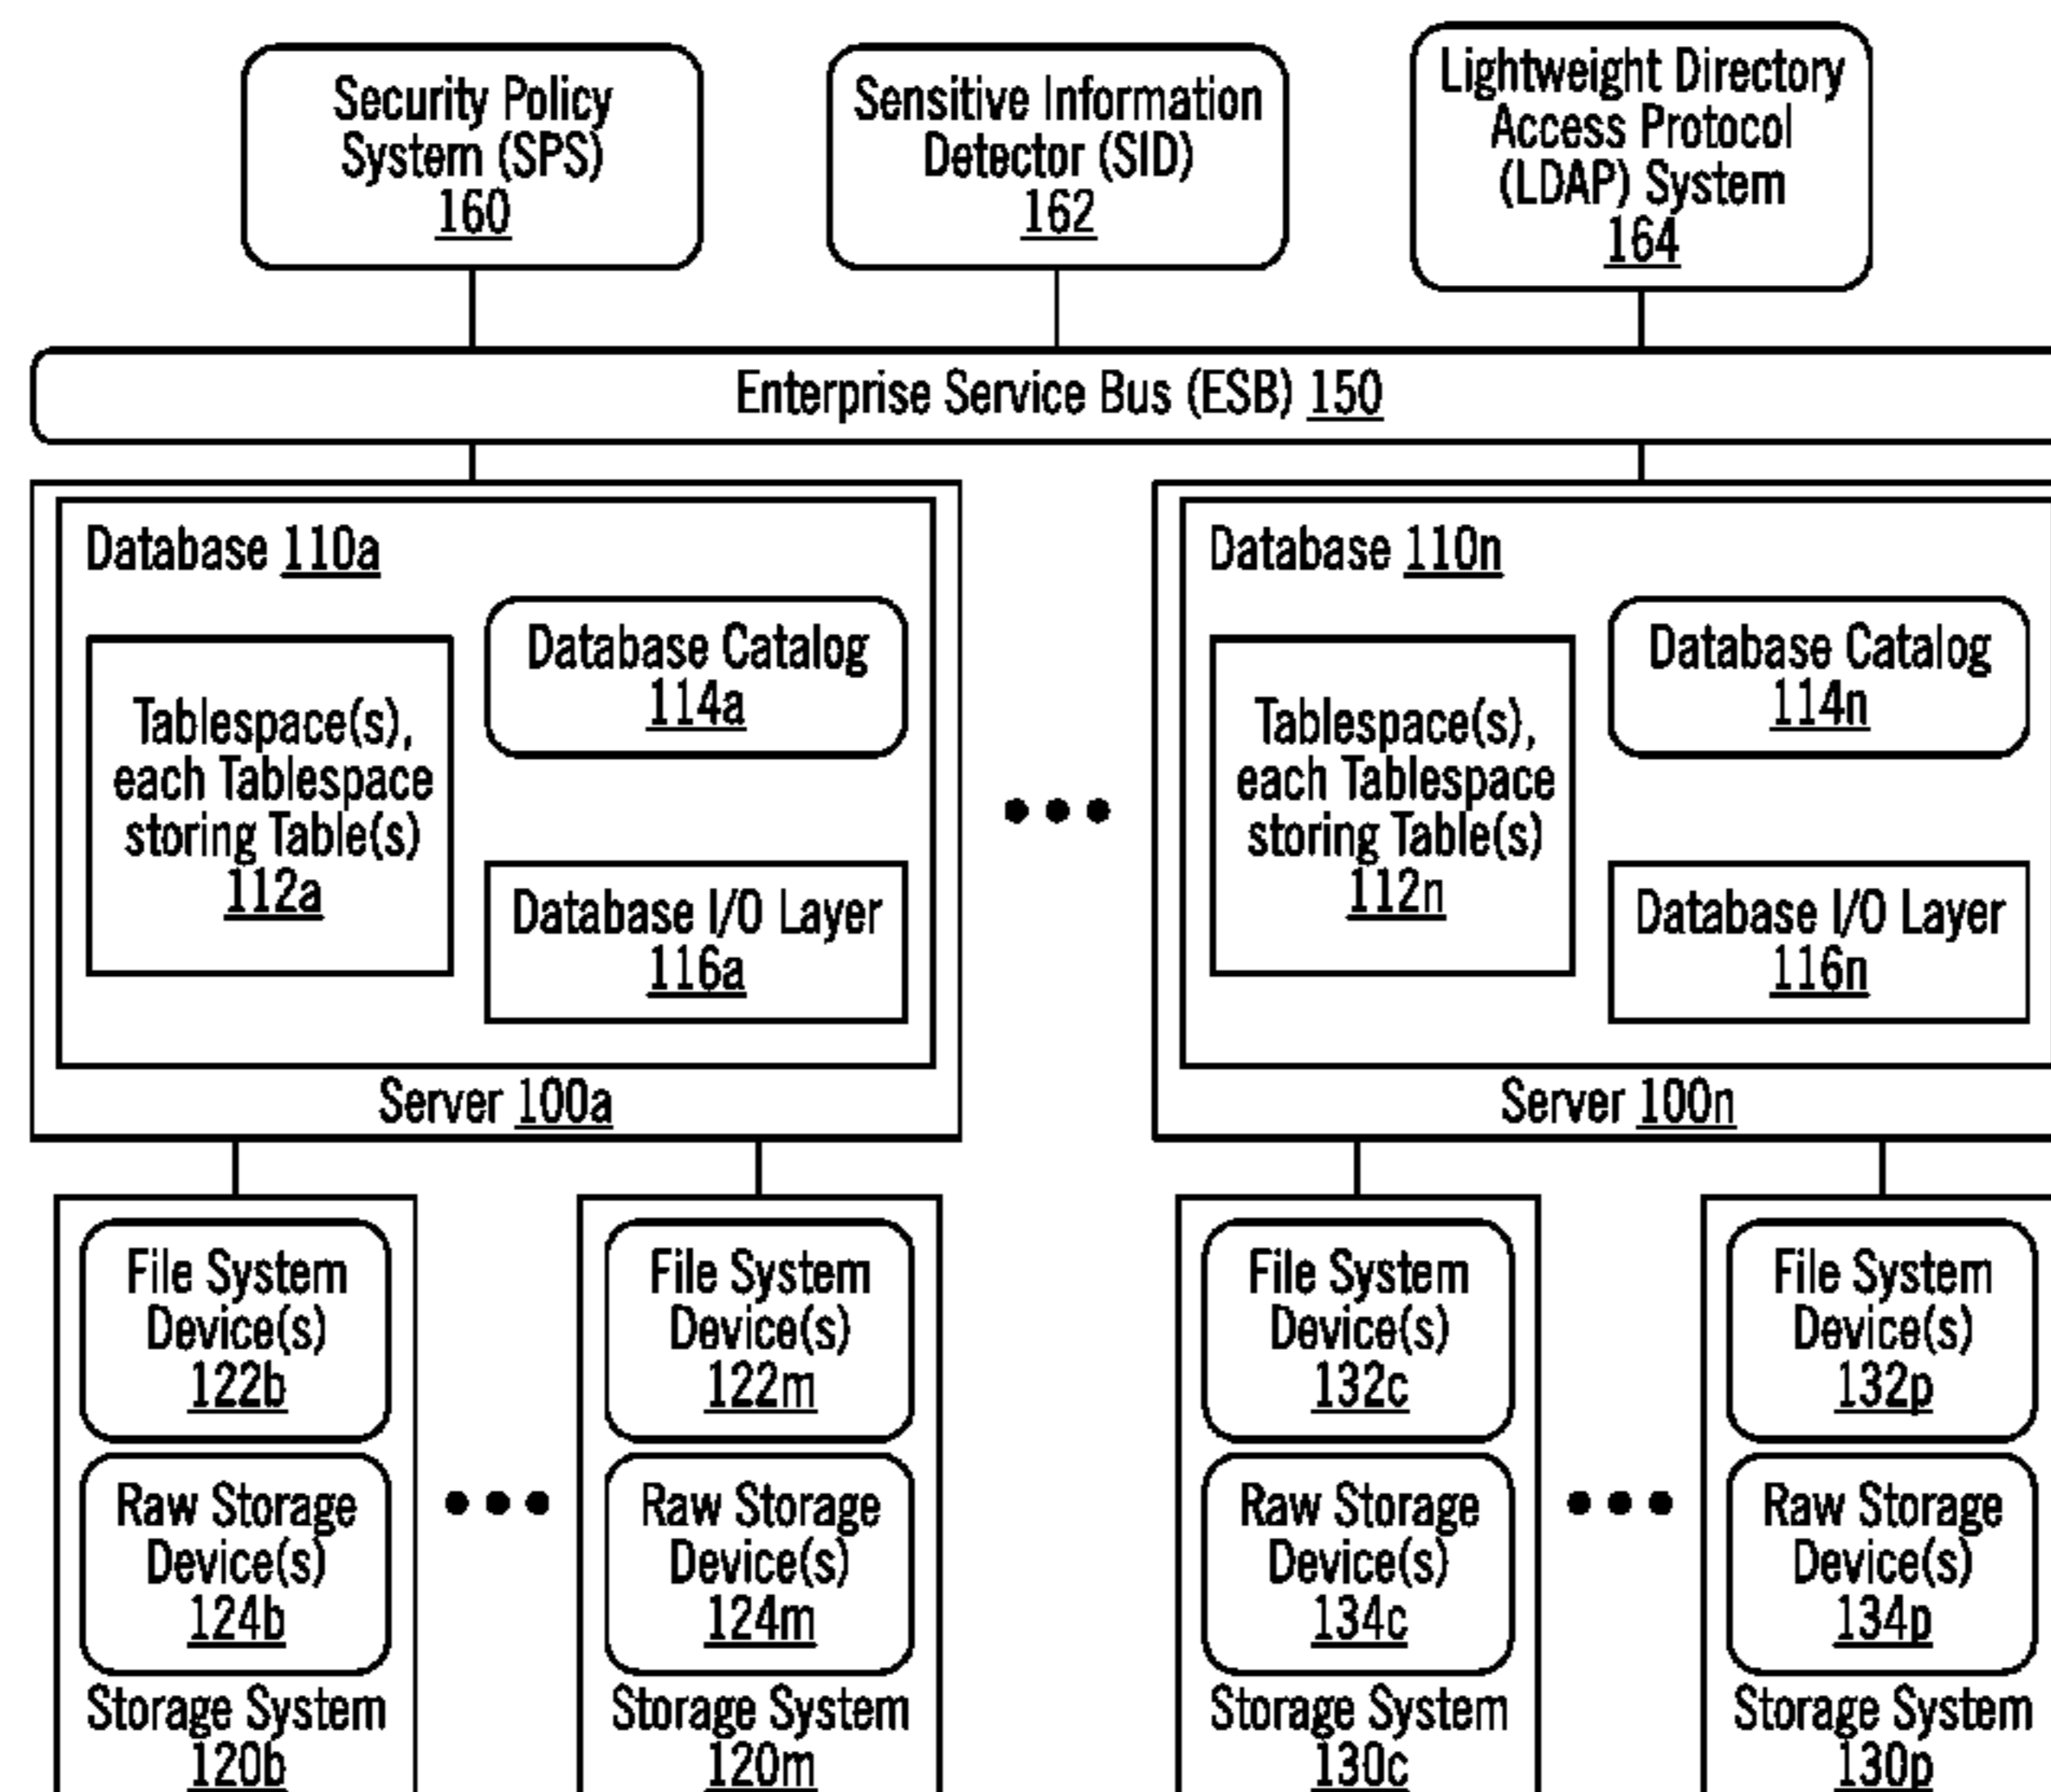 Security Policy
System (SPS)
160
Sensitive Information
Detector (SID)
162
Lightweight Directory
Access Protocol
(LDAP) System
164
Enterprise Service Bus (ESB) 150
Database 110a
Tablespace(s),
each Tablespace
storing Table(s)
112a
Database Catalog
114a
Database I/O Layer
116a
Server 100a
Database 110n
Tablespace(s),
each Tablespace
storing Table(s)
112n
Database Catalog
114n
Database I/O Layer
116n
Server 100n
File System
Device(s)
122b
Raw Storage
Device(s)
124b
Storage System
120b
File System
Device(s)
122m
Raw Storage
Device(s)
124m
Storage System
120m
File System
Device(s)
132c
Raw Storage
Device(s)
134c
Storage System
130c
File System
Device(s)
132p
Raw Storage
Device(s)
134p
Storage System
130p